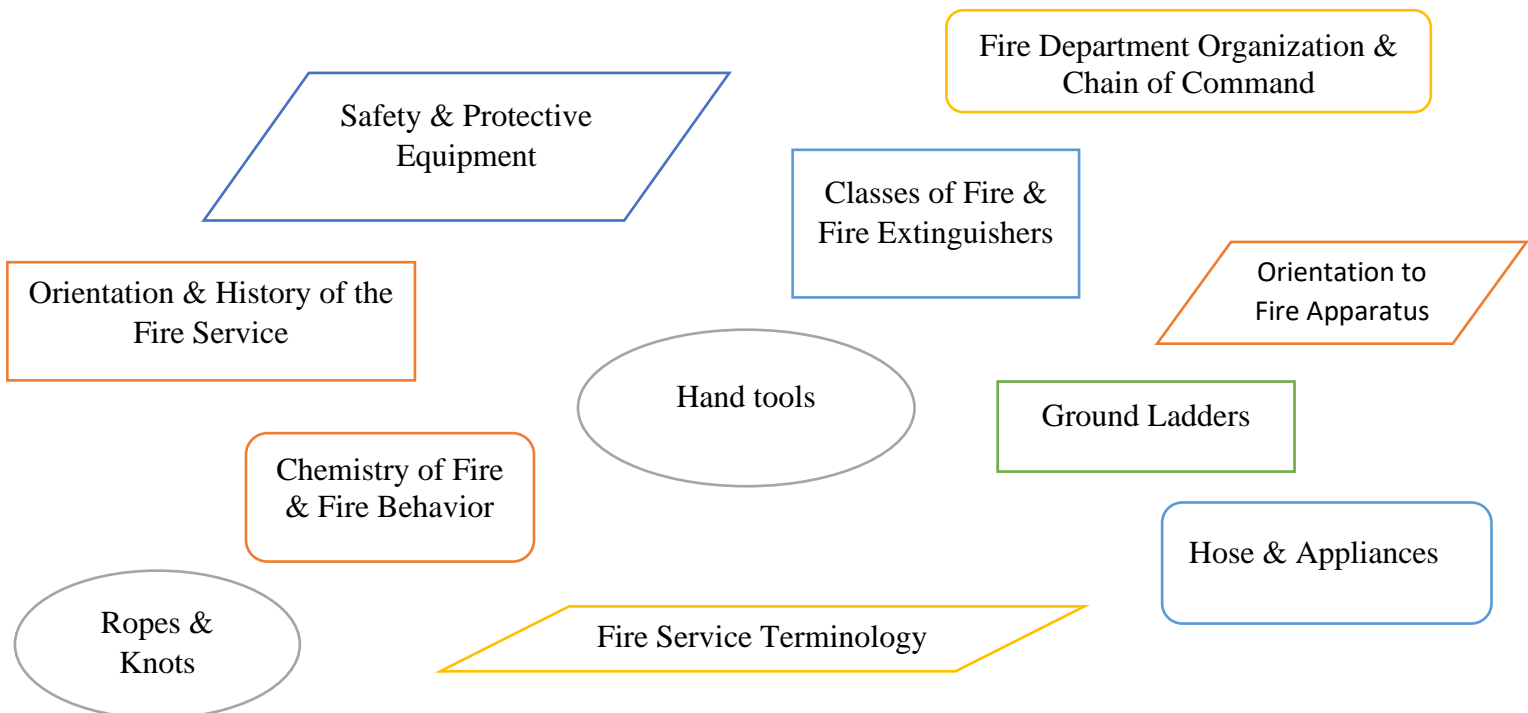 Fire Department Organization &
Chain of Command
Safety & Protective
Equipment
Classes of Fire &
Fire Extinguishers
Orientation to
Fire Apparatus
Orientation & History of the
Fire Service
Hand tools
Ground Ladders
Chemistry of Fire
& Fire Behavior
Hose & Appliances
Ropes &
Knots
Fire Service Terminology